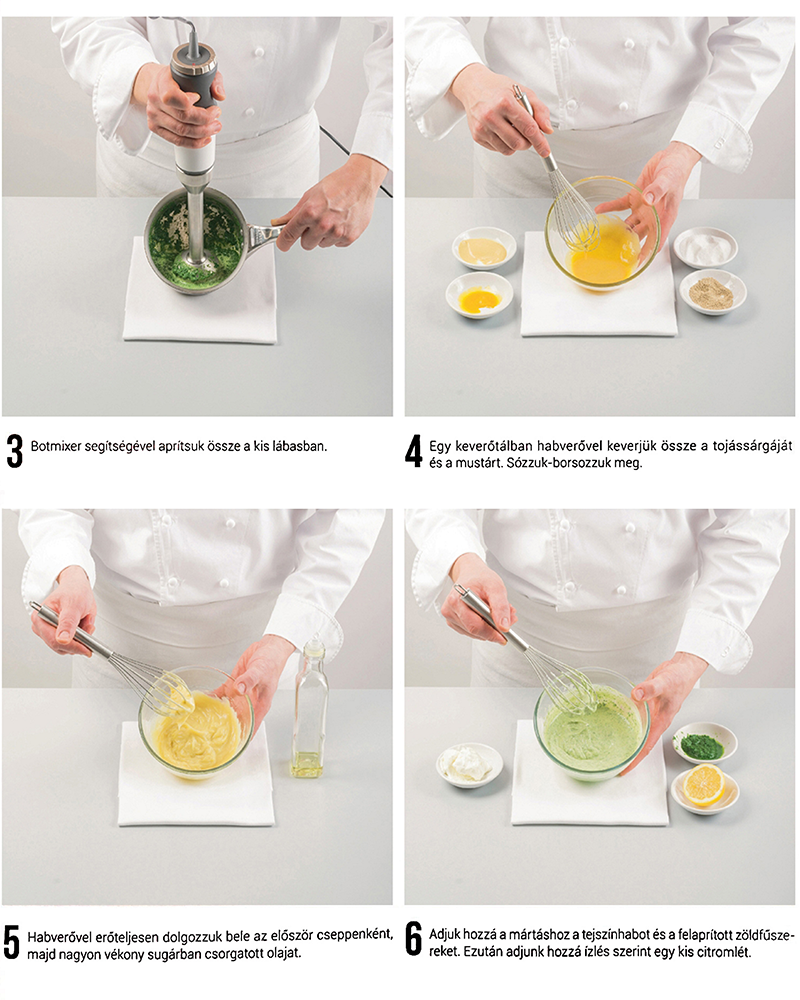 3 Botmixer segítségével aprítsuk össze a kis lábasban.
4 Egy keverőtálban habverővel keverjük össze a tojássárgáját
és a mustárt. Sózzuk-borsozzuk meg.
5 Habverővel erőteljesen dolgozzuk bele az először cseppenként,
majd nagyon vékony sugárban csorgatott olajat.
6 Adjuk hozzá a mártáshoz a tejszínhabot és a felaprított zöldfűsze-
reket. Ezután adjunk hozzá ízlés szerint egy kis citromlét.